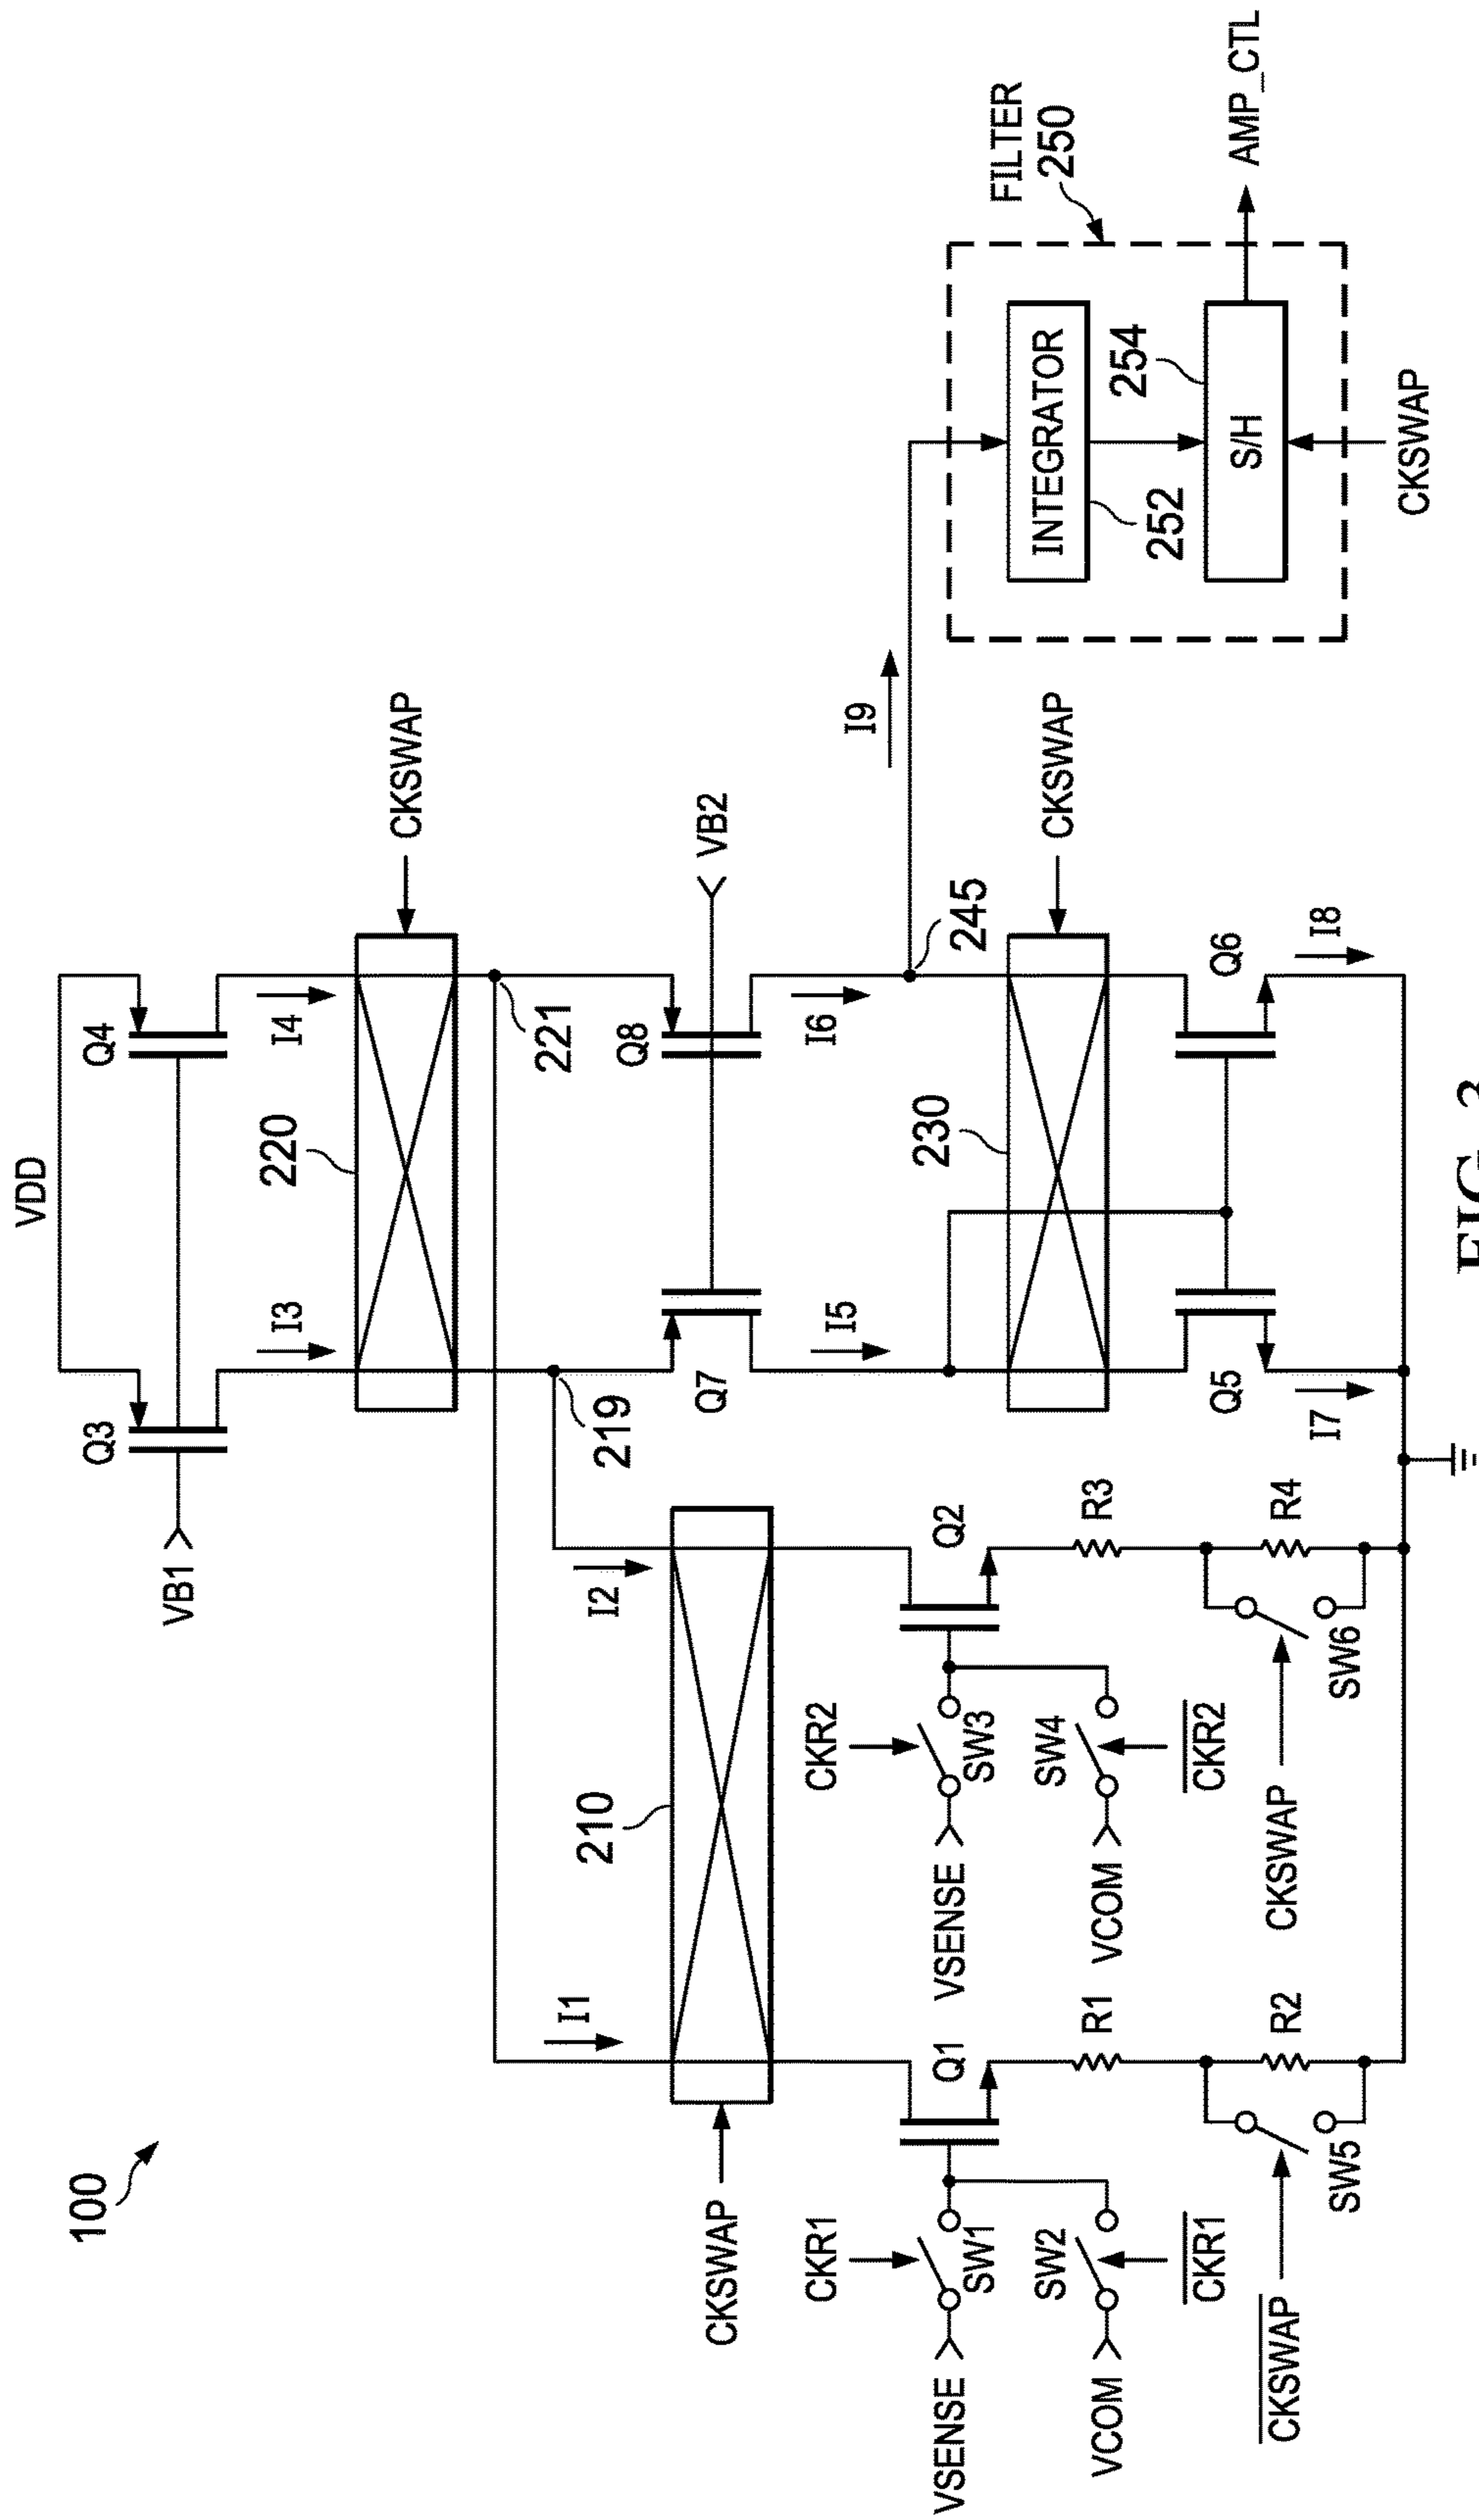 100
VDD
VB1
Q3
Q4
I3
I4
220
CKSWAP
219
221
I1
I2
210
CKSWAP
Q7
Q8
VB2
I5
I6
I9
245
FILTER
250
INTEGRATOR
252
254
S/H
AMP_CTL
CKSWAP
230
CKSWAP
CKR1
VSENSE
SW1
Q1
SW2
VCOM
CKR1
CKR2
VSENSE
SW3
Q2
SW4
VCOM
CKR2
R1
R3
Q5
Q6
CKSWAP
SW5
R2
CKSWAP
SW6
R4
I7
I8
FIG. 3